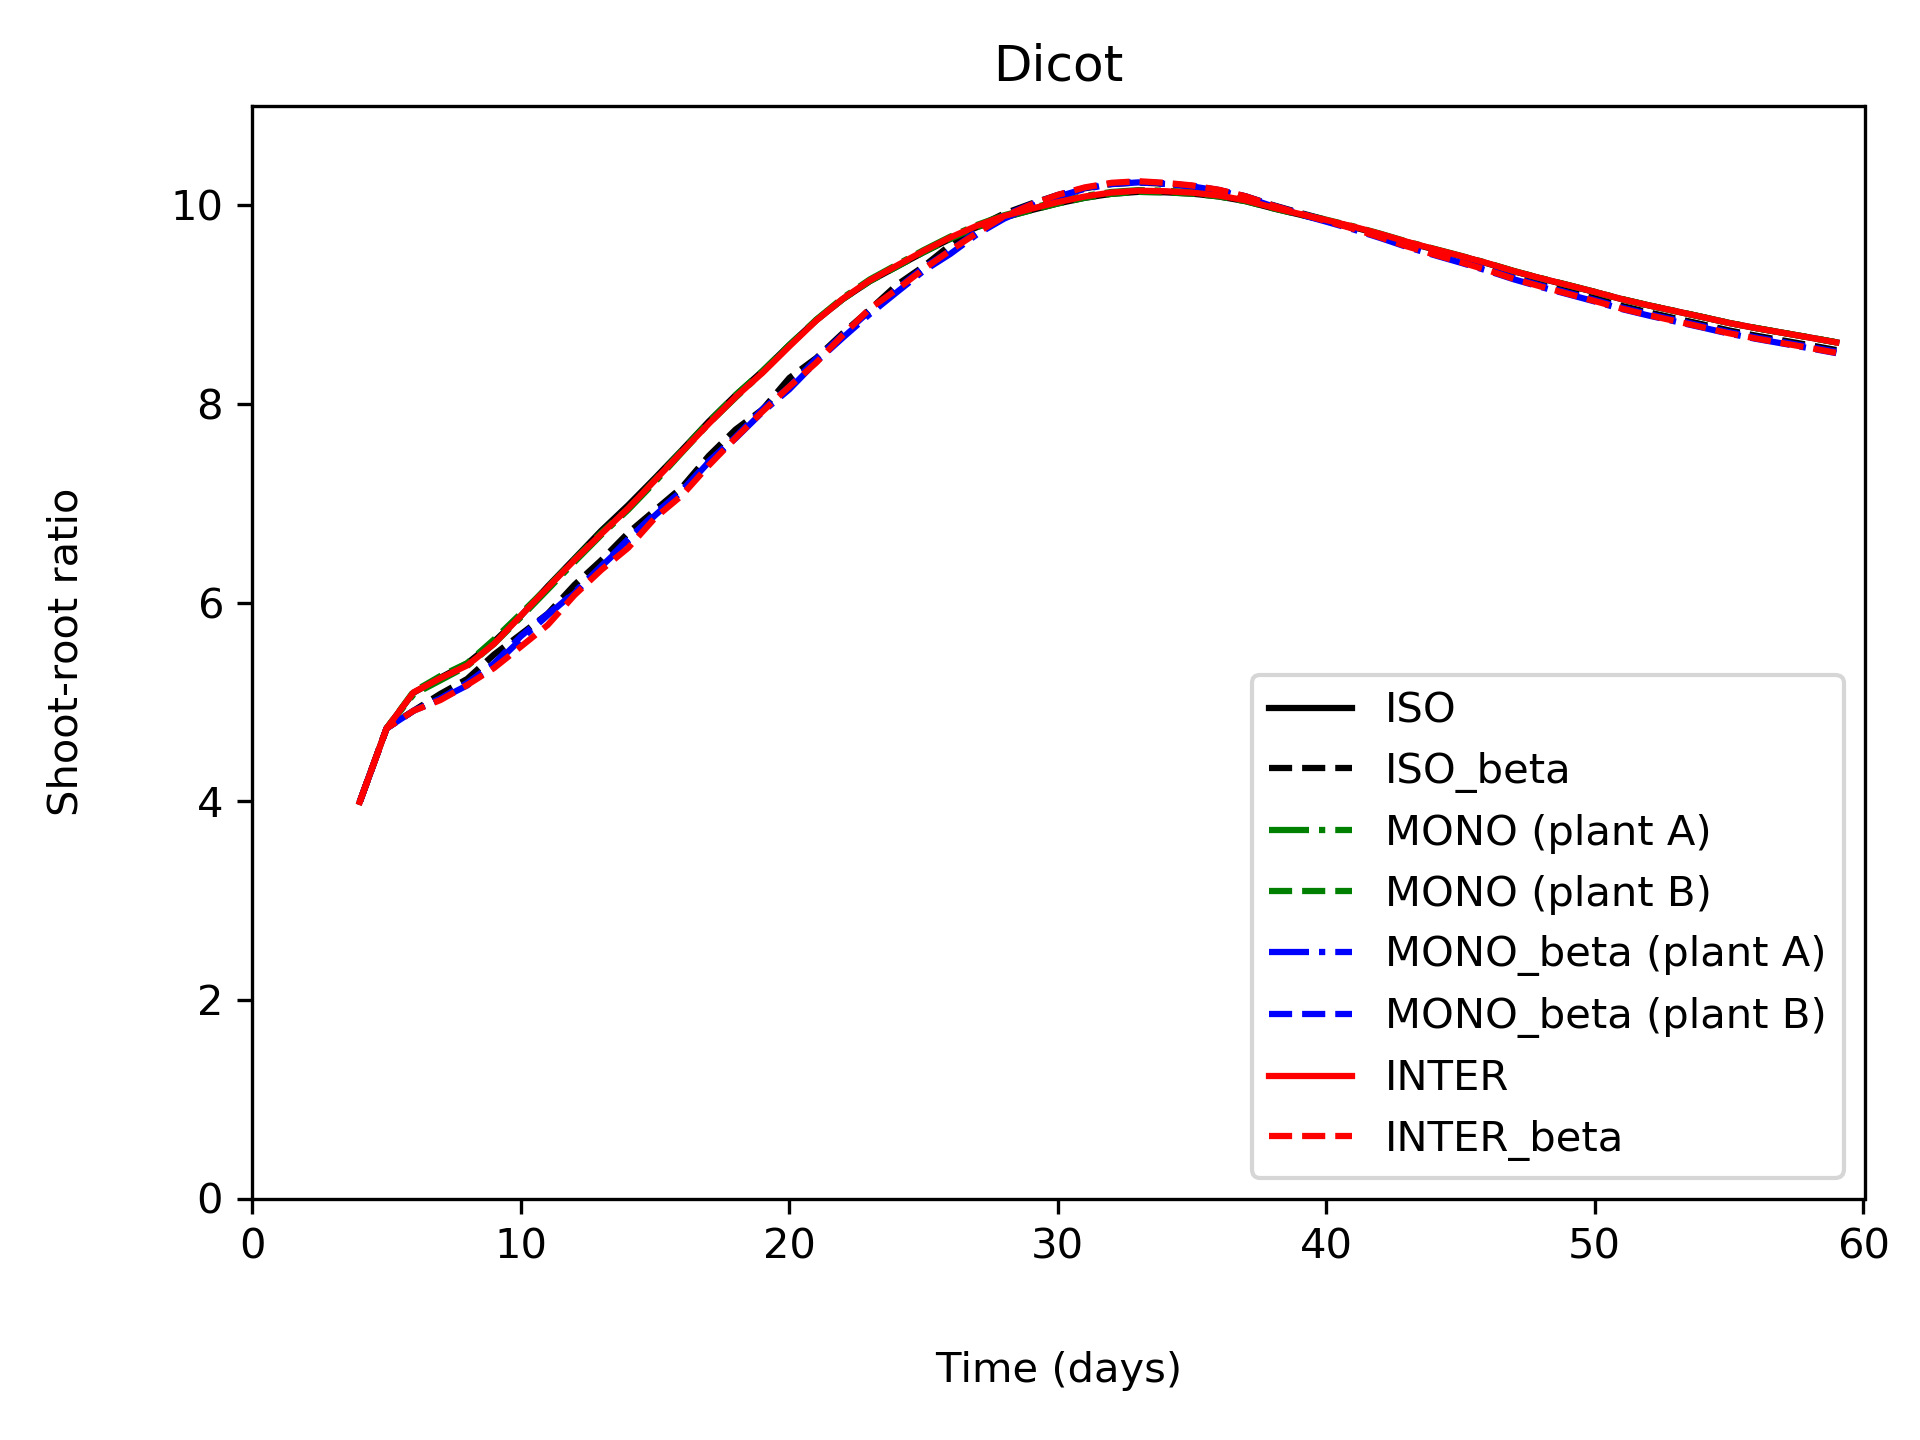 Dicot
Shoot-root ratio
10
8
6
4
2
0
0 10 20 30 40 50 60
Time (days)
ISO
ISO_beta
MONO (plant A)
MONO (plant B)
MONO_beta (plant A)
MONO_beta (plant B)
INTER
INTER_beta